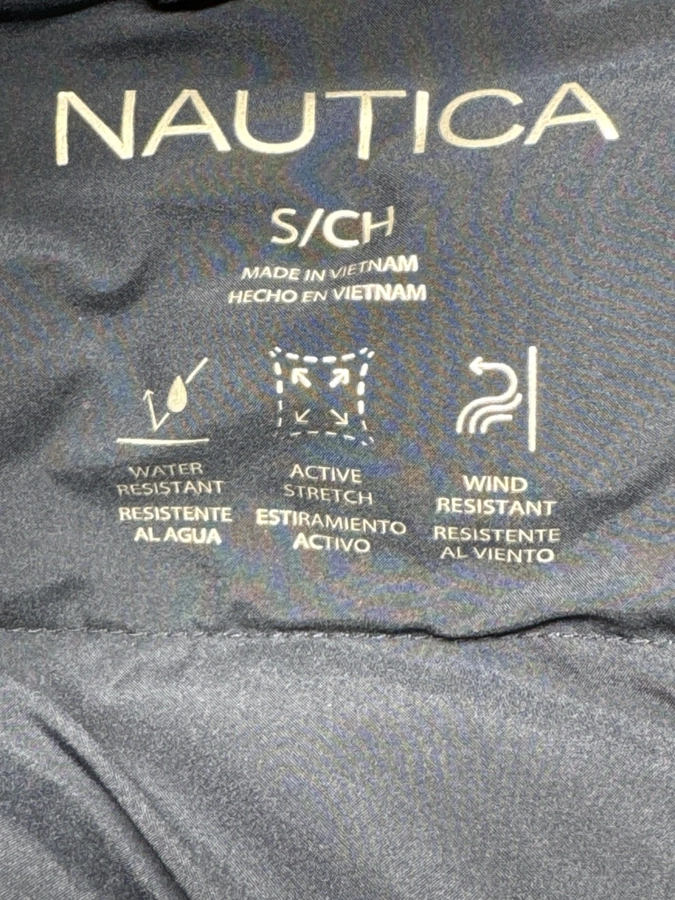 NAUTICA
S/CH
MADE IN VIETNAM
HECHO EN VIETNAM
WATER
RESISTANT
RESISTENTE
AL AGUA
ACTIVE
STRETCH
ESTIRAMIENTO
ACTIVO
WIND
RESISTANT
RESISTENTE
AL VIENTO